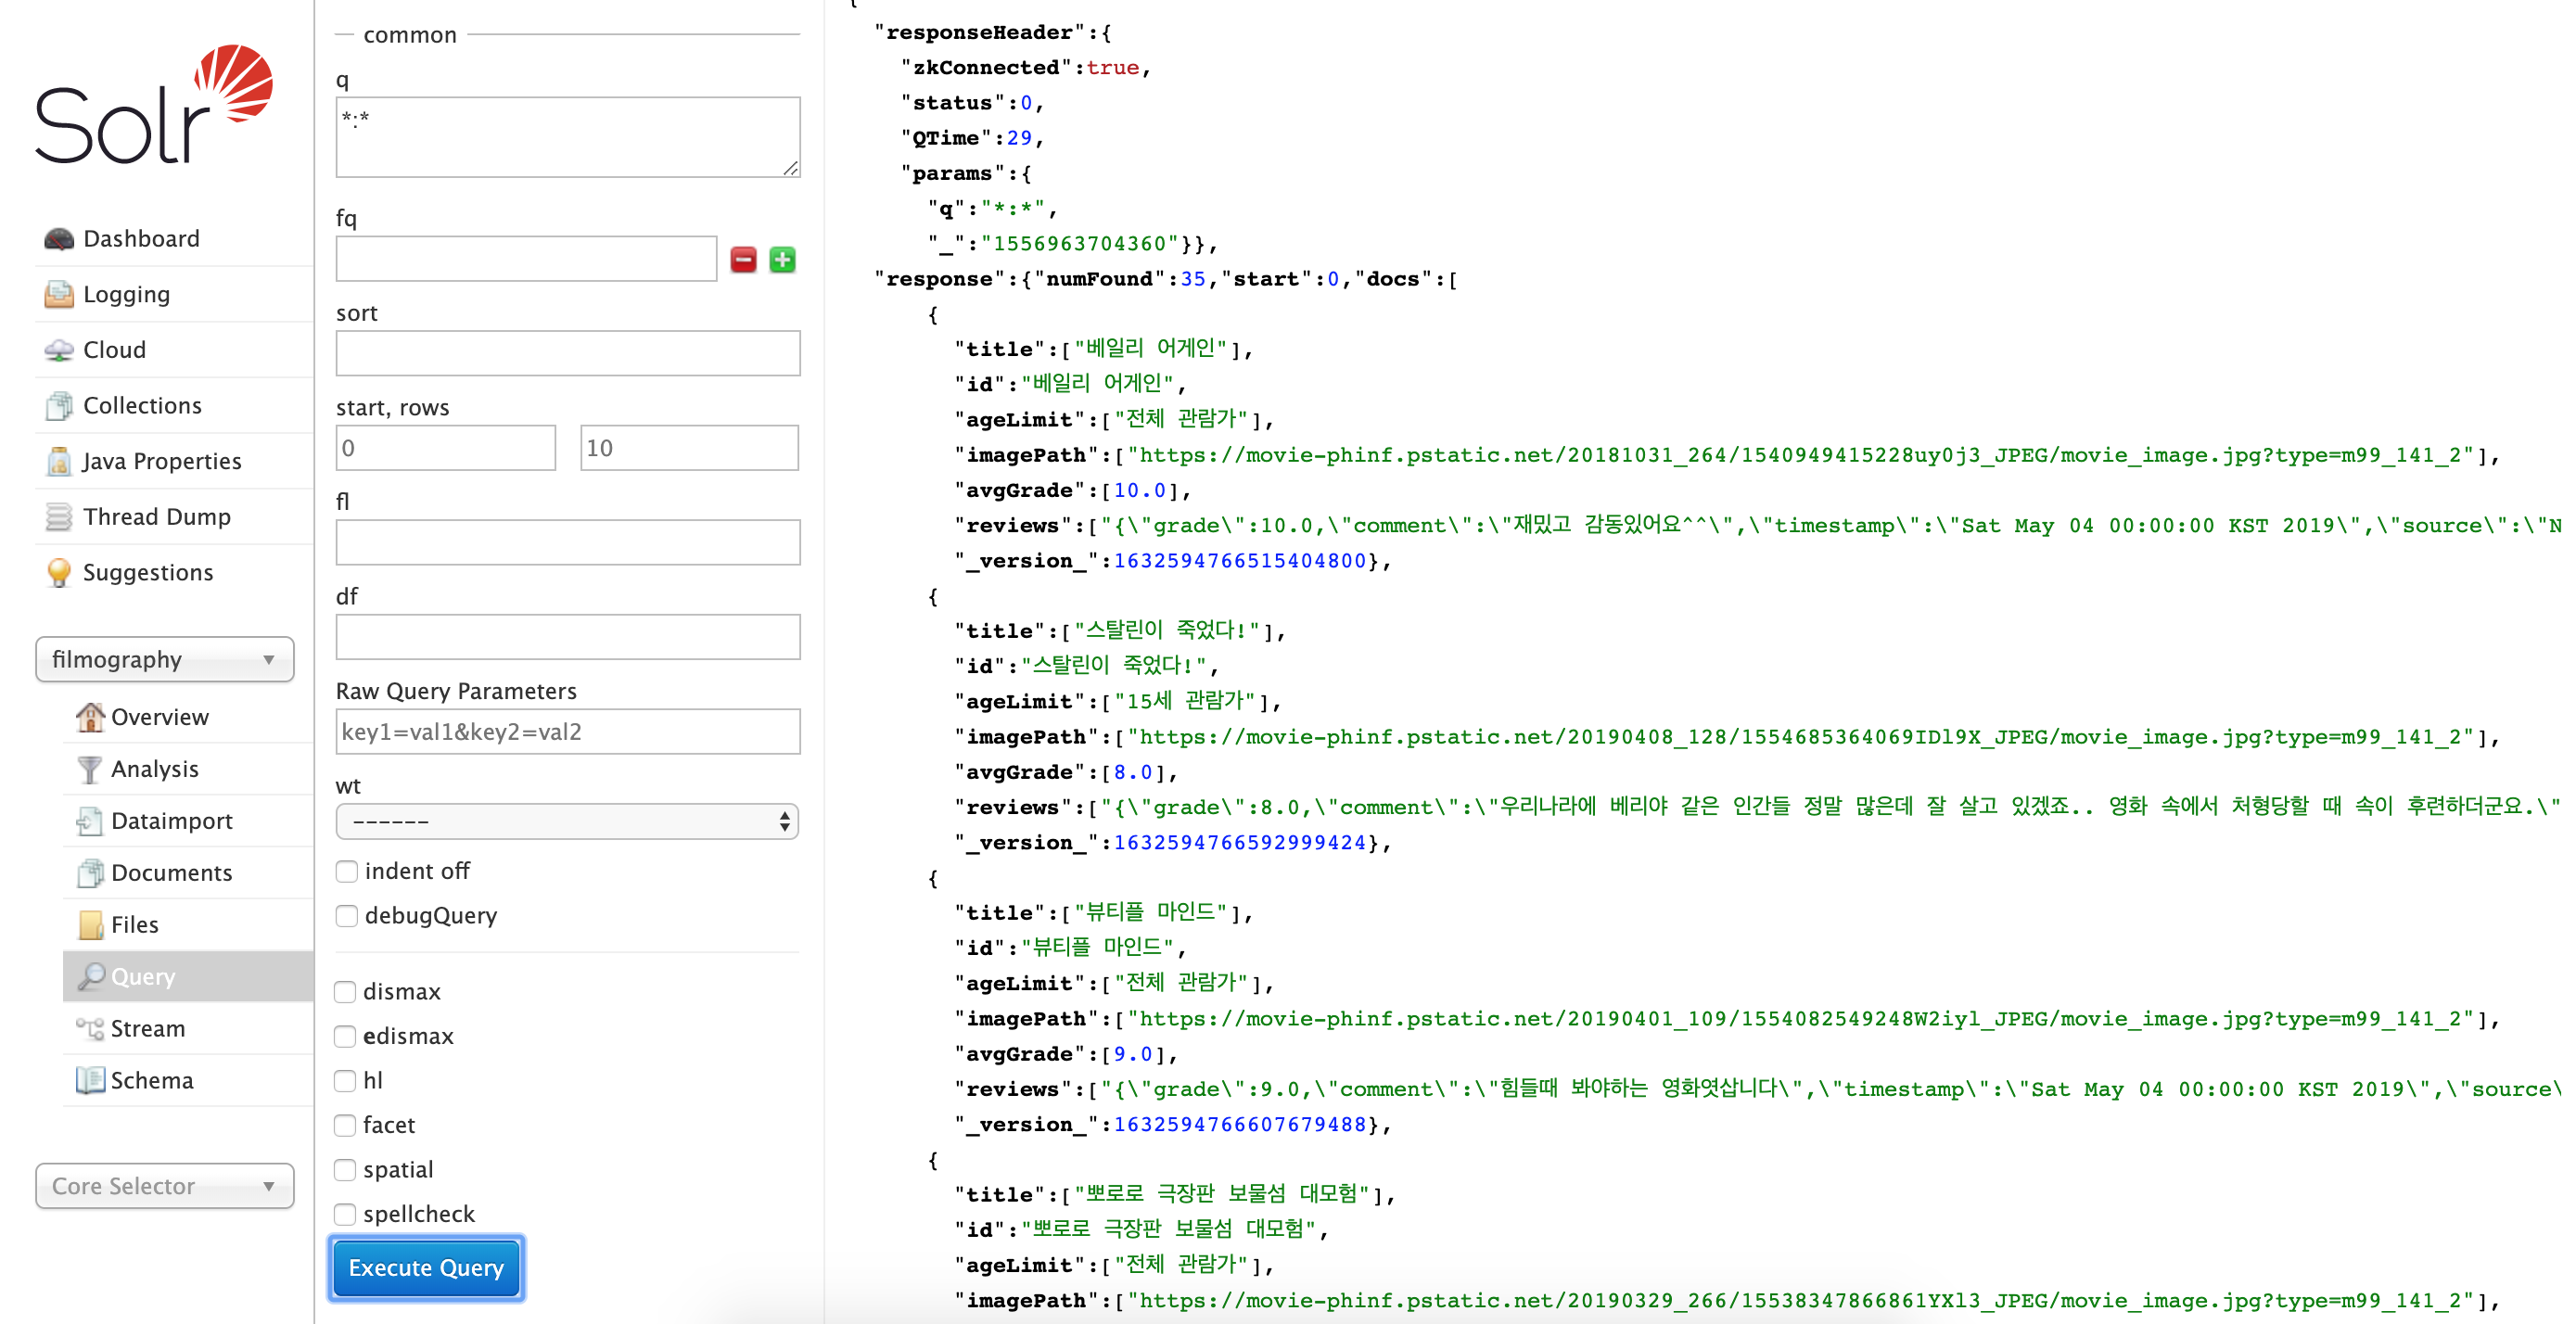 Solr
Dashboard
Logging
Cloud
Collections
Java Properties
Thread Dump
Suggestions
filmography
Overview
Analysis
Dataimport
Documents
Files
Query
Stream
Schema
Core Selector
common
q
*:*
fq
sort
start, rows
0
10
fl
df
Raw Query Parameters
key1=val1&key2=val2
wt
------
indent off
debugQuery
dismax
edismax
hl
facet
spatial
spellcheck
Execute Query
"responseHeader":{
"zkConnected":true,
"status":0,
"QTime":29,
"params":{
"q":"*:*",
"_":"1556963704360"}},
"response":{"numFound":35,"start":0,"docs":[
{
"title":["베일리 어게인"],
"id":"베일리 어게인",
"ageLimit":["전체 관람가"],
"imagePath":["https://movie-phinf.pstatic.net/20181031_264/1540949415228uy0j3_JPEG/movie_image.jpg?type=m99_141_2"],
"avgGrade":[10.0],
"reviews":["{\"grade\":10.0,\"comment\":\"재밌고 감동있어요^^\",\"timestamp\":\"Sat May 04 00:00:00 KST 2019\",\"source\":\"N
"_version_":1632594766515404800},
{
"title":["스탈린이 죽었다!"],
"id":"스탈린이 죽었다!",
"ageLimit":["15세 관람가"],
"imagePath":["https://movie-phinf.pstatic.net/20190408_128/1554685364069IDl9X_JPEG/movie_image.jpg?type=m99_141_2"],
"avgGrade":[8.0],
"reviews":["{\"grade\":8.0,\"comment\":\"우리나라에 베리야 같은 인간들 정말 많은데 잘 살고 있겠죠.. 영화 속에서 처형당할 때 속이 후련하더군요.\"
"_version_":1632594766592999424},
{
"title":["뷰티플 마인드"],
"id":"뷰티플 마인드",
"ageLimit":["전체 관람가"],
"imagePath":["https://movie-phinf.pstatic.net/20190401_109/1554082549248W2iyl_JPEG/movie_image.jpg?type=m99_141_2"],
"avgGrade":[9.0],
"reviews":["{\"grade\":9.0,\"comment\":\"힘들때 봐야하는 영화엿삽니다\",\"timestamp\":\"Sat May 04 00:00:00 KST 2019\",\"source\
"_version_":1632594766607679488},
{
"title":["뽀로로 극장판 보물섬 대모험"],
"id":"뽀로로 극장판 보물섬 대모험",
"ageLimit":["전체 관람가"],
"imagePath":["https://movie-phinf.pstatic.net/20190329_266/1553834786686​1YXl3_JPEG/movie_image.jpg?type=m99_141_2"],